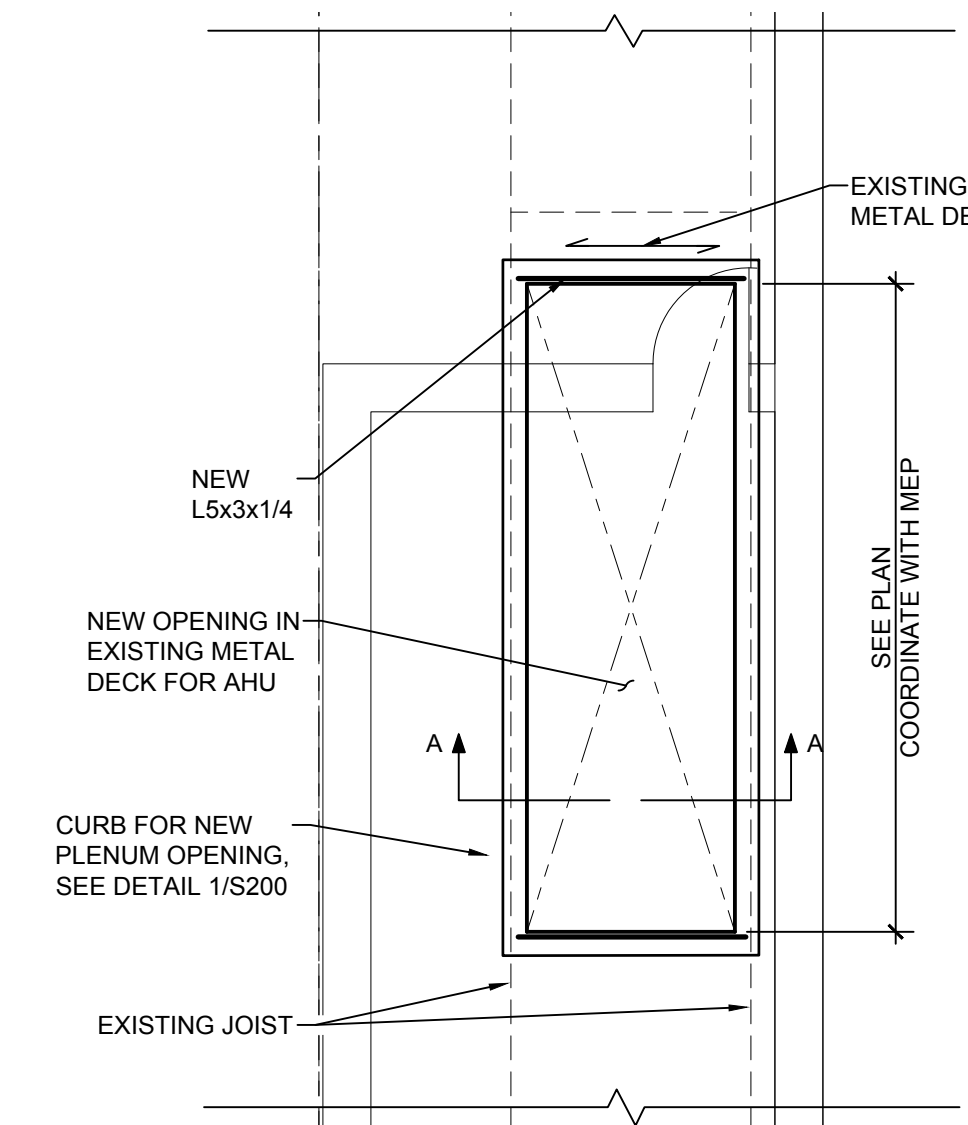 EXISTING
METAL DE
NEW
L5x3x1/4
SEE PLAN
COORDINATE WITH MEP
NEW OPENING IN
EXISTING METAL
DECK FOR AHU
A
A
CURB FOR NEW
PLENUM OPENING,
SEE DETAIL 1/S200
EXISTING JOIST